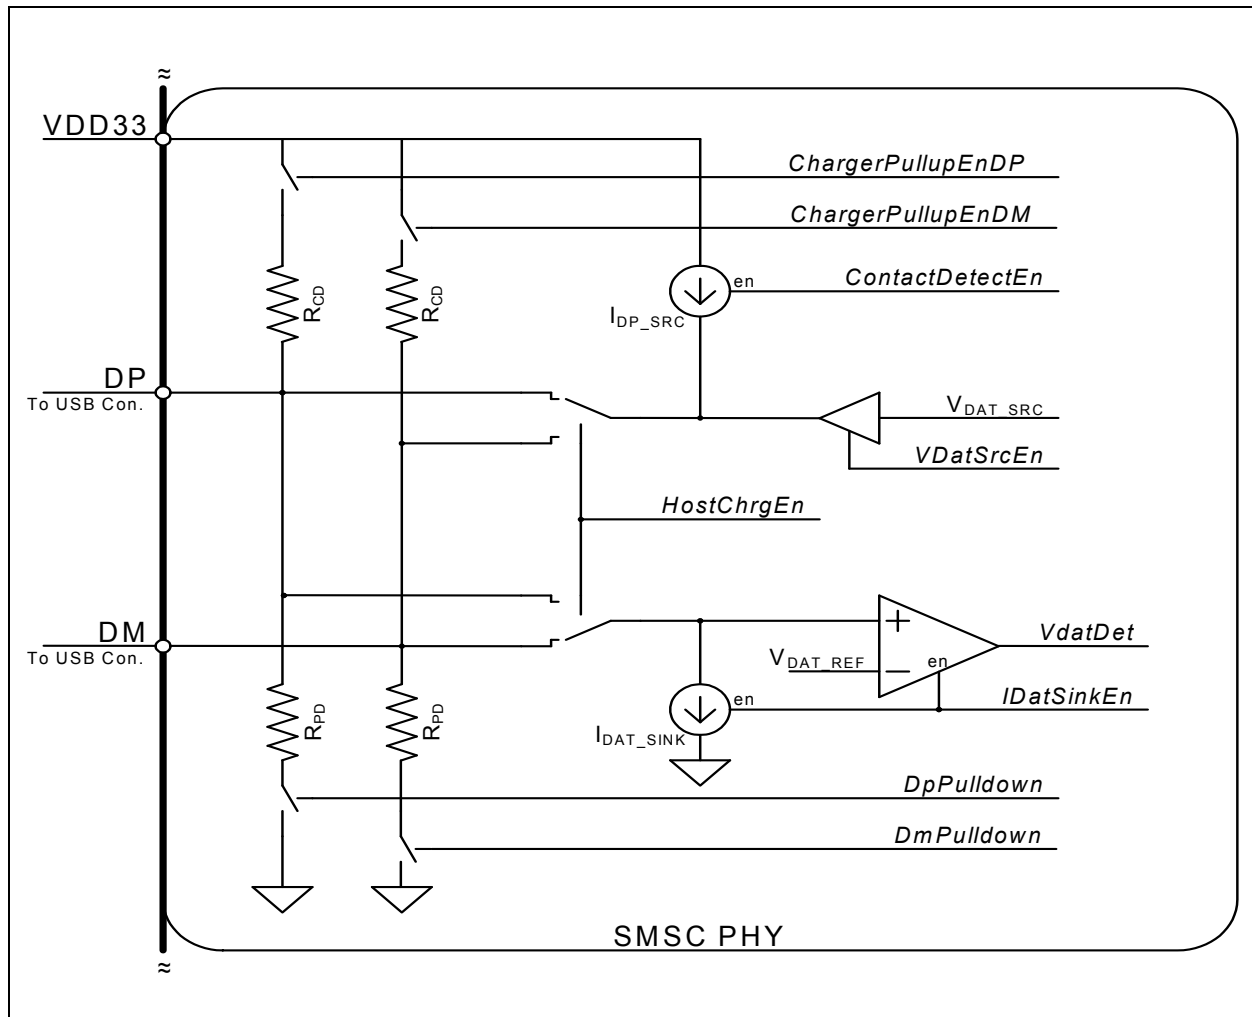 ≈
VDD33
ChargerPullupEnDP
ChargerPullupEnDM
en
ContactDetectEn
RCD
RCD
IDP_SRC
DP
To USB Con.
VDAT_SRC
VDatSrcEn
HostChrgEn
DM
To USB Con.
+
VdatDet
VDAT_REF
−
en
en
IDatSinkEn
RPD
RPD
IDAT_SINK
DpPulldown
DmPulldown
SMSC PHY
≈